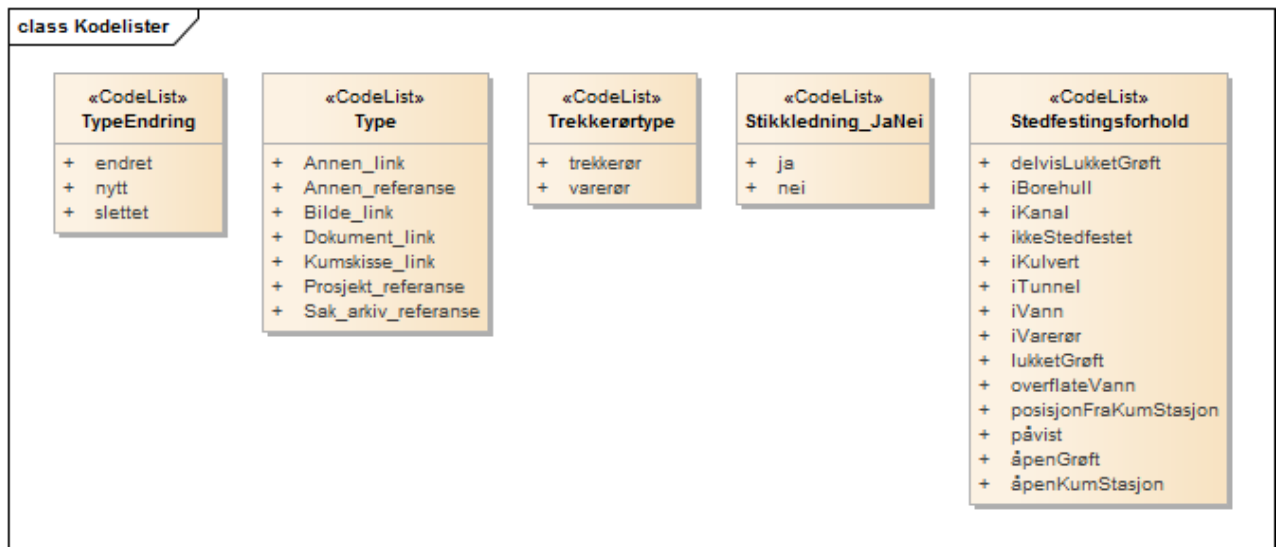 class Kodelister
«CodeList»
TypeEndring
+ endret
+ nytt
+ slettet
«CodeList»
Type
+ Annen_link
+ Annen_referanse
+ Bilde_link
+ Dokument_link
+ Kumskisse_link
+ Prosjekt_referanse
+ Sak_arkiv_referanse
«CodeList»
Trekkerørtype
+ trekkerør
+ varerør
«CodeList»
Stikkledning_JaNei
+ ja
+ nei
«CodeList»
Stedfestingsforhold
+ delvisLukketGrøft
+ iBorehull
+ iKanal
+ ikkeStedfestet
+ iKulvert
+ iTunnel
+ iVann
+ iVarerør
+ lukketGrøft
+ overflateVann
+ posisjonFraKumStasjon
+ påvist
+ åpenGrøft
+ åpenKumStasjon